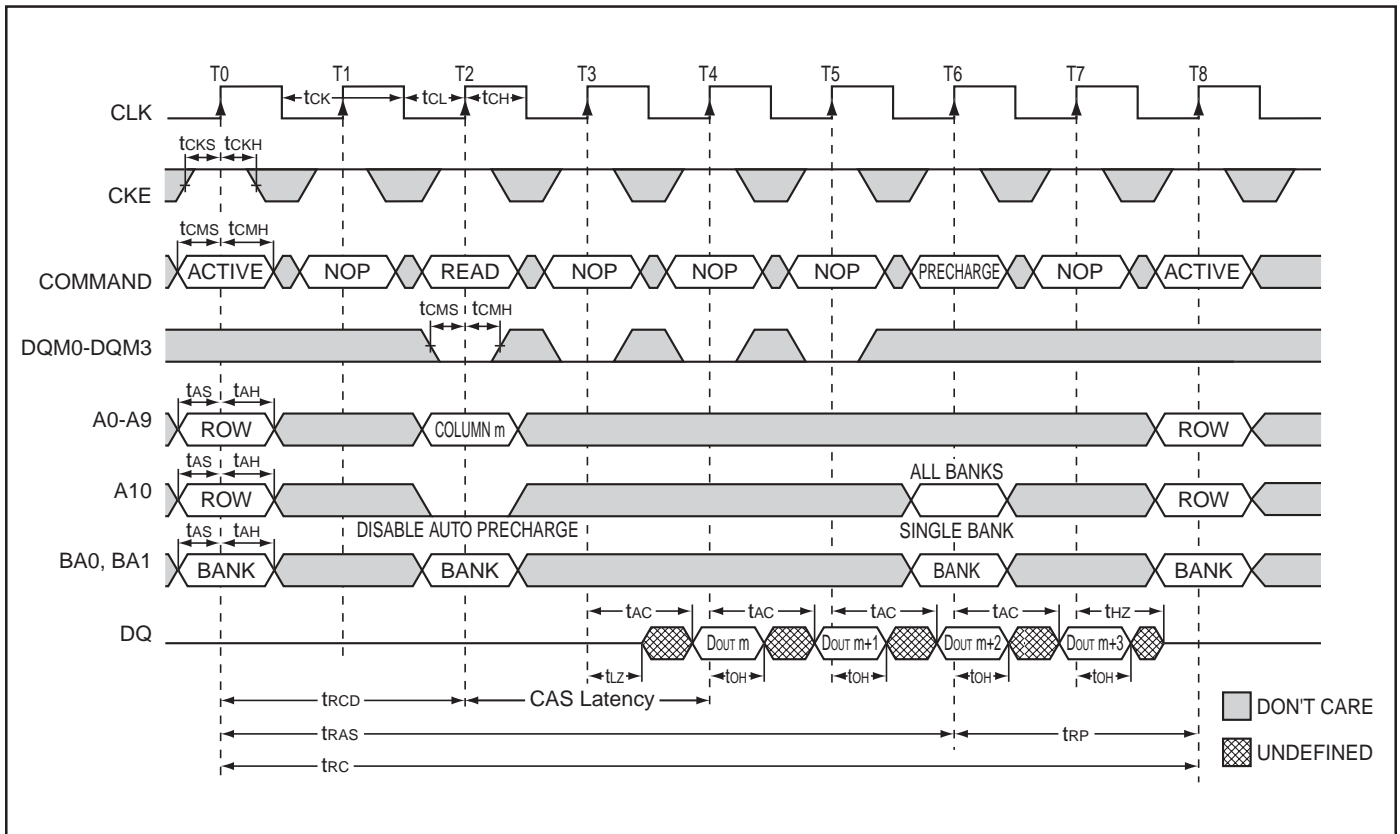 T0 T1 T2 T3 T4 T5 T6 T7 T8
CLK tCK tCL tCH
tCKS tCKH
CKE
tCMS tCMH
COMMAND ACTIVE NOP READ NOP NOP NOP PRECHARGE NOP ACTIVE
tCMS tCMH
DQM0-DQM3
tAS tAH
A0-A9 ROW COLUMN m ROW
tAS tAH ALL BANKS
A10 ROW ROW
DISABLE AUTO PRECHARGE SINGLE BANK
tAS tAH
BA0, BA1 BANK BANK BANK BANK
tAC tAC tAC tAC tHZ
DQ DOUT m DOUT m+1 DOUT m+2 DOUT m+3
tLZ tOH tOH tOH tOH
tRCD CAS Latency
DON'T CARE
tRAS tRP
UNDEFINED
tRC